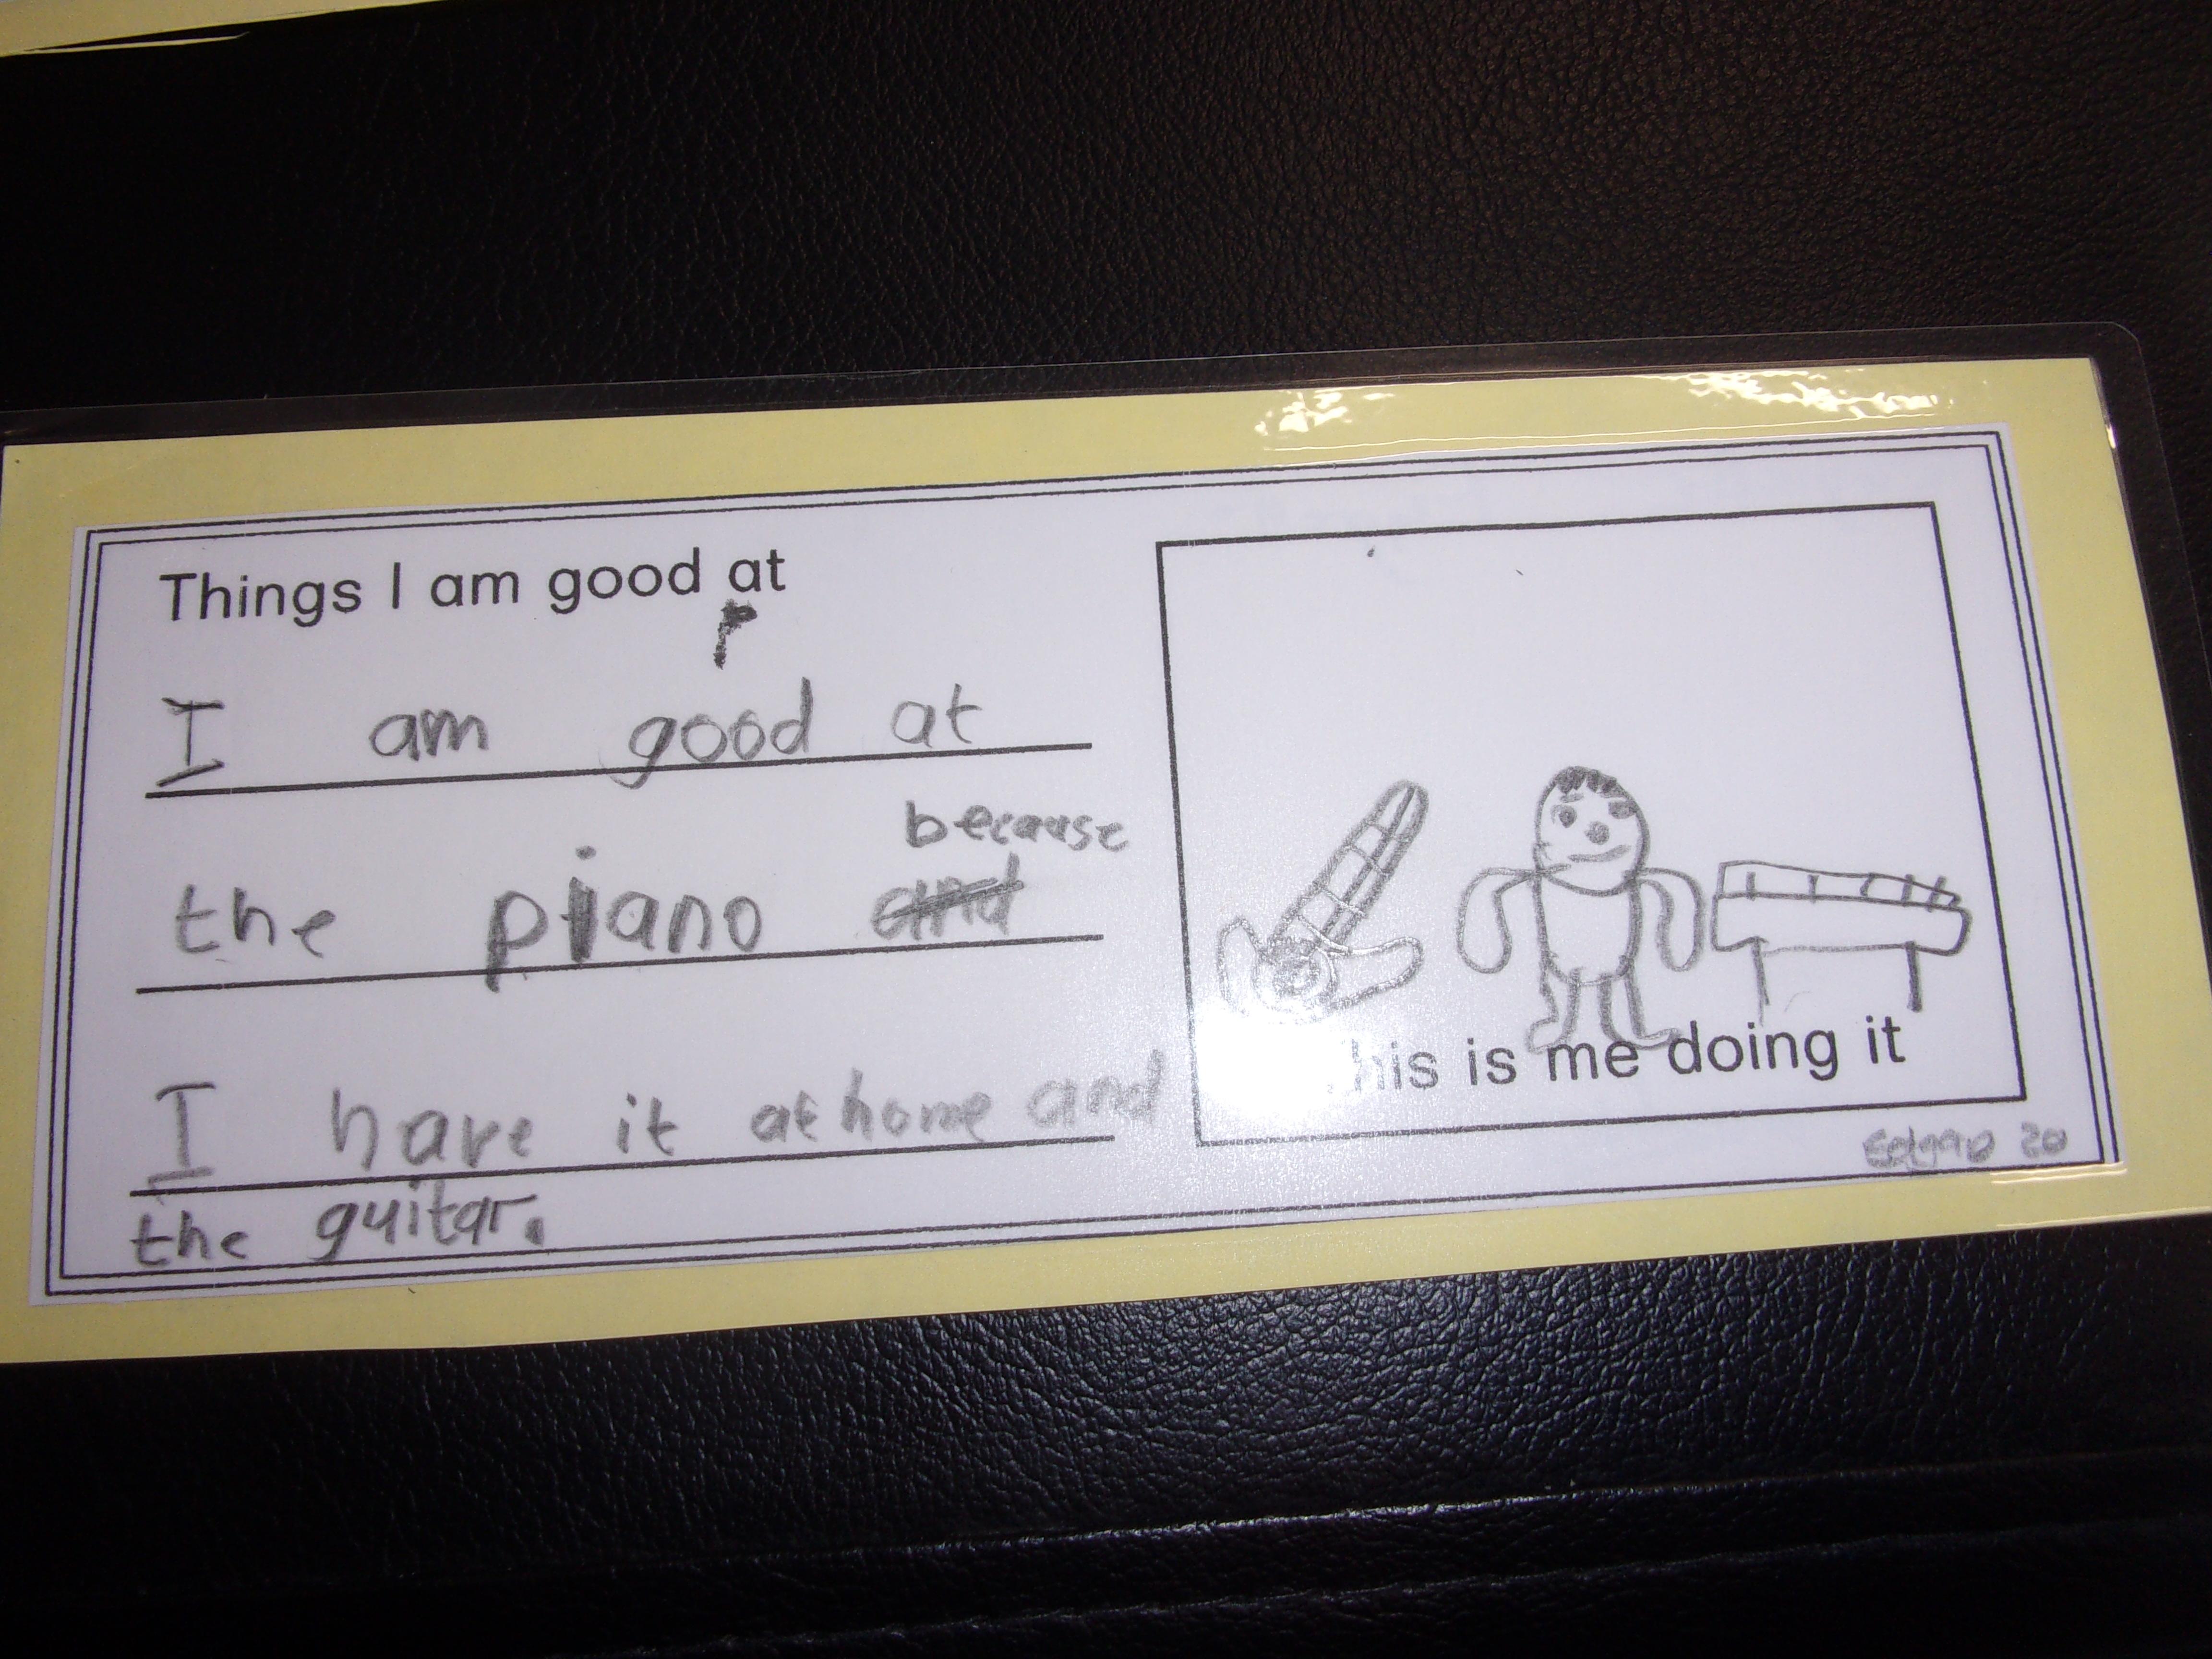 Things I am good at
I am good at
because
the piano and
I have it at home and
the guitar.
This is me doing it
20